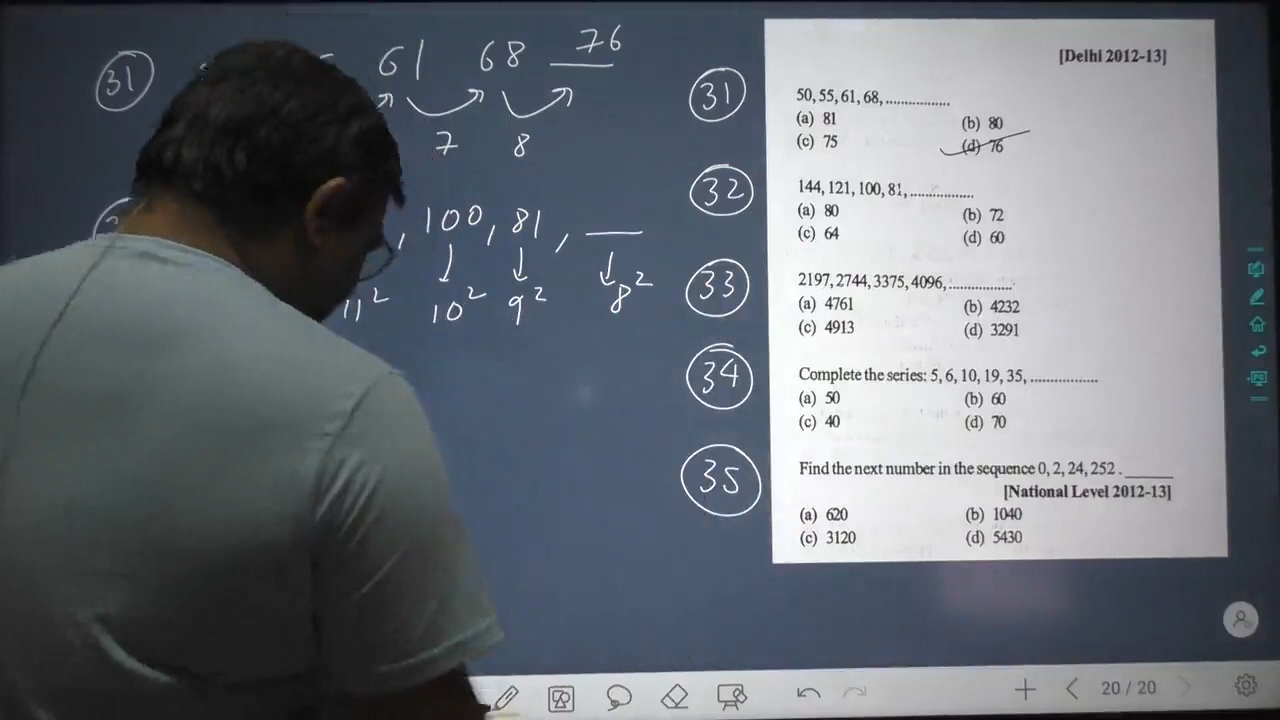 31
61 68 76
7 8
, 100, 81,
11² 10² 9² 8²
[Delhi 2012-13]
31
50, 55, 61, 68, ..................
(a) 81 (b) 80
(c) 75 (d) 76
32
144, 121, 100, 81, ..................
(a) 80 (b) 72
(c) 64 (d) 60
33
2197, 2744, 3375, 4096, ..................
(a) 4761 (b) 4232
(c) 4913 (d) 3291
34
Complete the series: 5, 6, 10, 19, 35, ..................
(a) 50 (b) 60
(c) 40 (d) 70
35
Find the next number in the sequence 0, 2, 24, 252 . ______
[National Level 2012-13]
(a) 620 (b) 1040
(c) 3120 (d) 5430
20 / 20